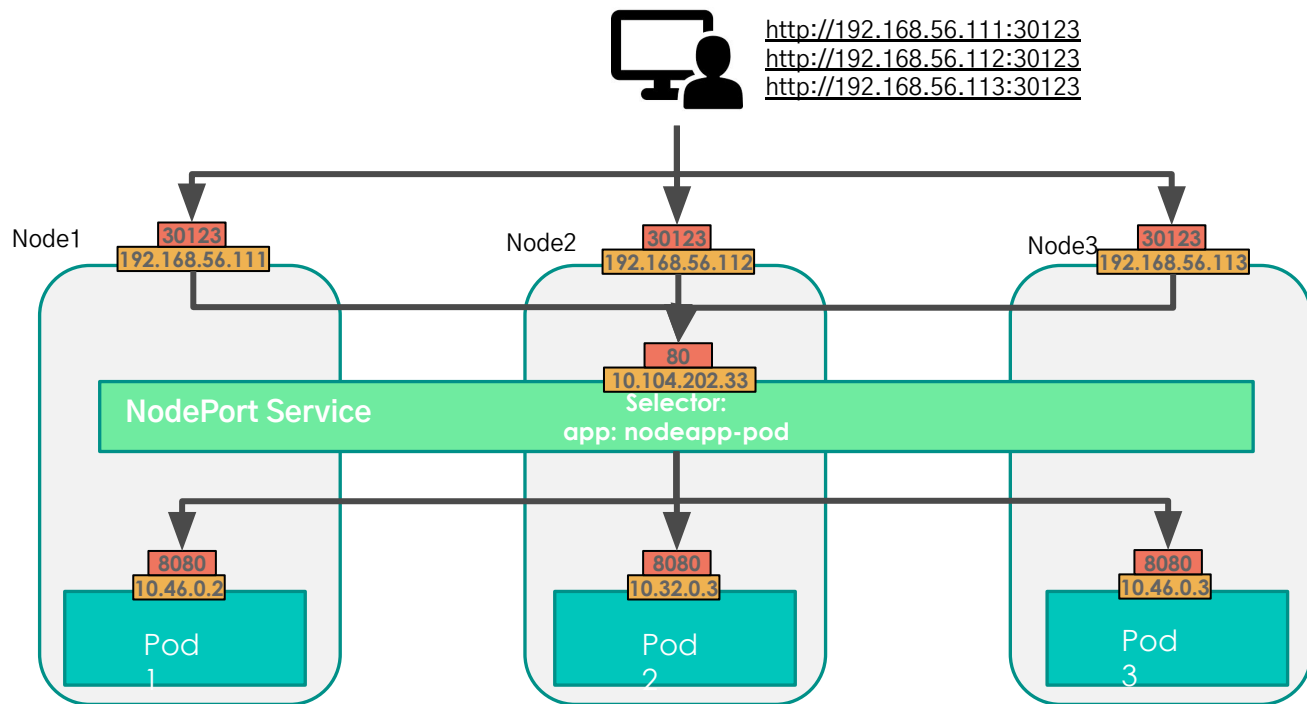 http://192.168.56.111:30123
http://192.168.56.112:30123
http://192.168.56.113:30123
Node1
30123
192.168.56.111
Node2
30123
192.168.56.112
Node3
30123
192.168.56.113
80
10.104.202.33
NodePort Service
Selector:
app: nodeapp-pod
8080
10.46.0.2
Pod
1
8080
10.32.0.3
Pod
2
8080
10.46.0.3
Pod
3